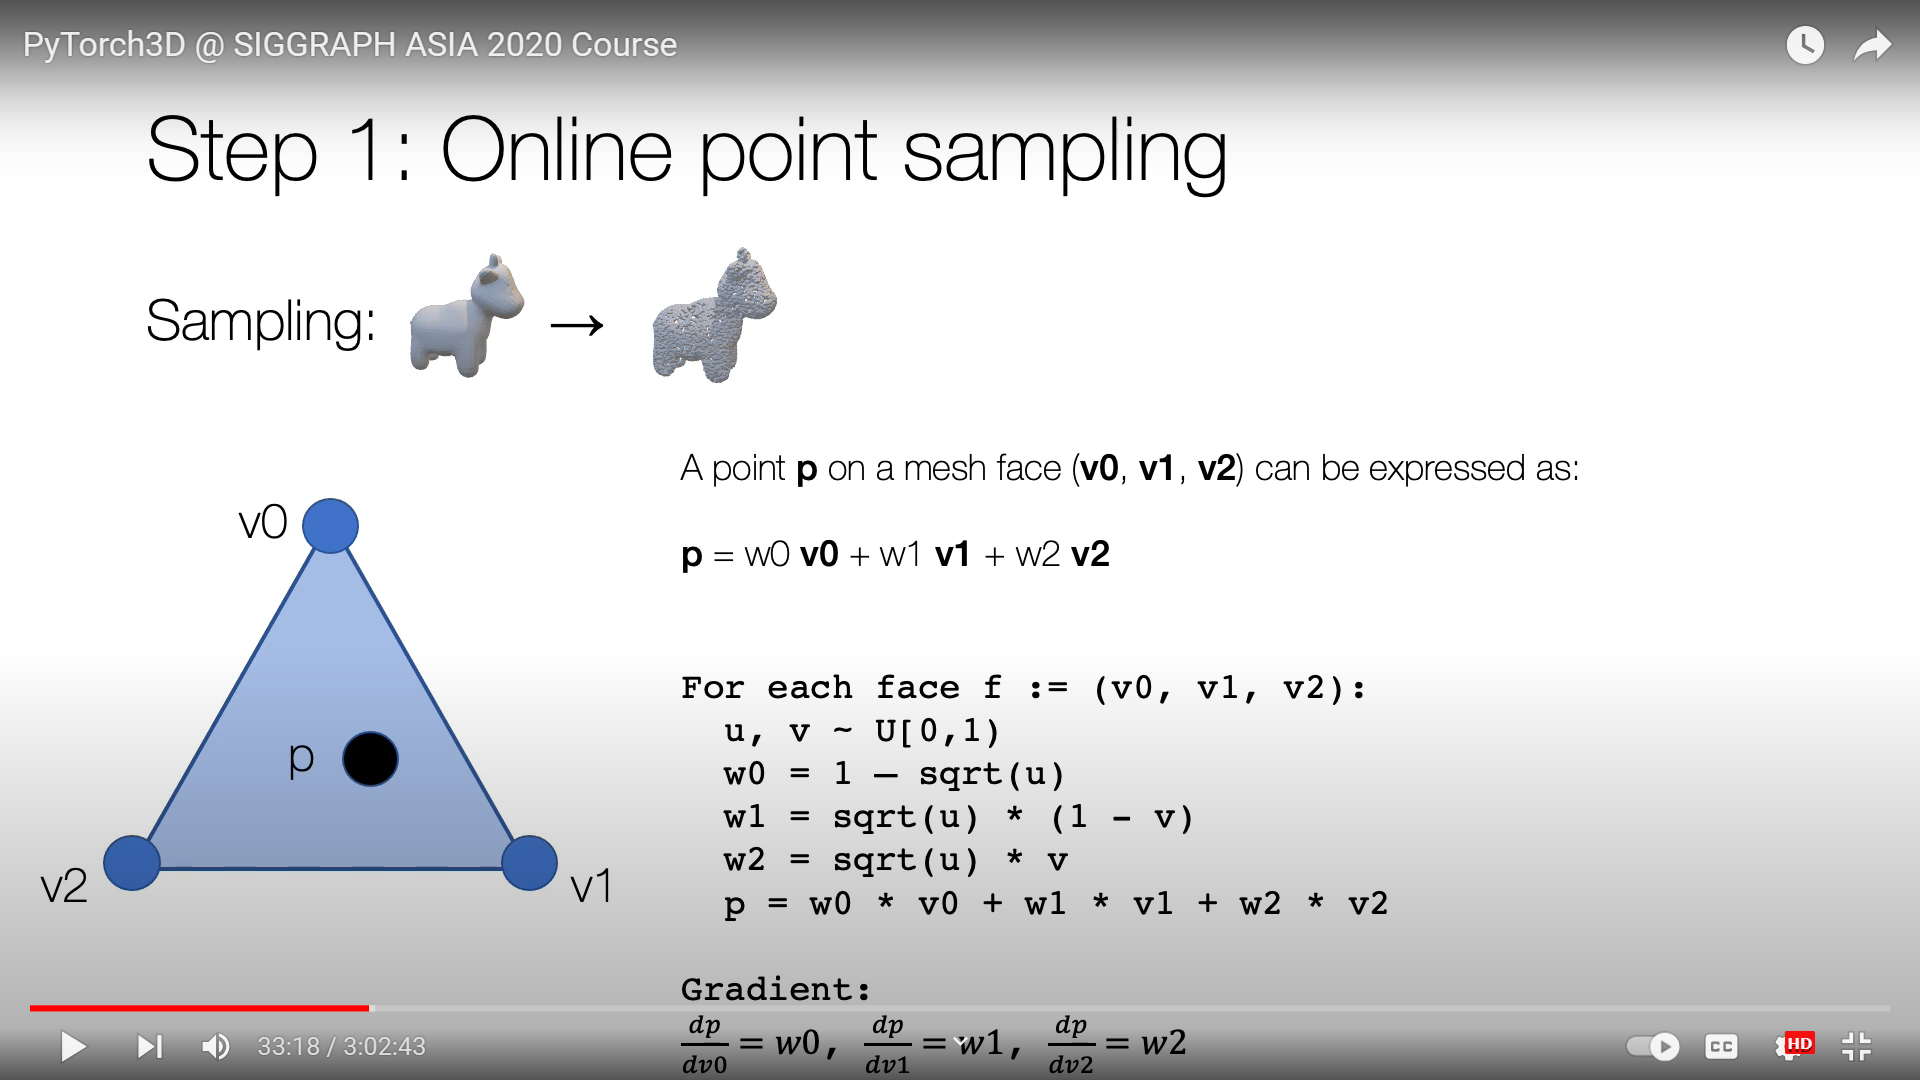 PyTorch3D @ SIGGRAPH ASIA 2020 Course
Step 1: Online point sampling
Sampling: →
A point p on a mesh face (v0, v1, v2) can be expressed as:
p = w0 v0 + w1 v1 + w2 v2
v0
p
v2
v1
For each face f := (v0, v1, v2):
u, v ~ U[0,1)
w0 = 1 – sqrt(u)
w1 = sqrt(u) * (1 - v)
w2 = sqrt(u) * v
p = w0 * v0 + w1 * v1 + w2 * v2
Gradient:
dp/dv0 = w0, dp/dv1 = w1, dp/dv2 = w2
33:18 / 3:02:43
CC
HD